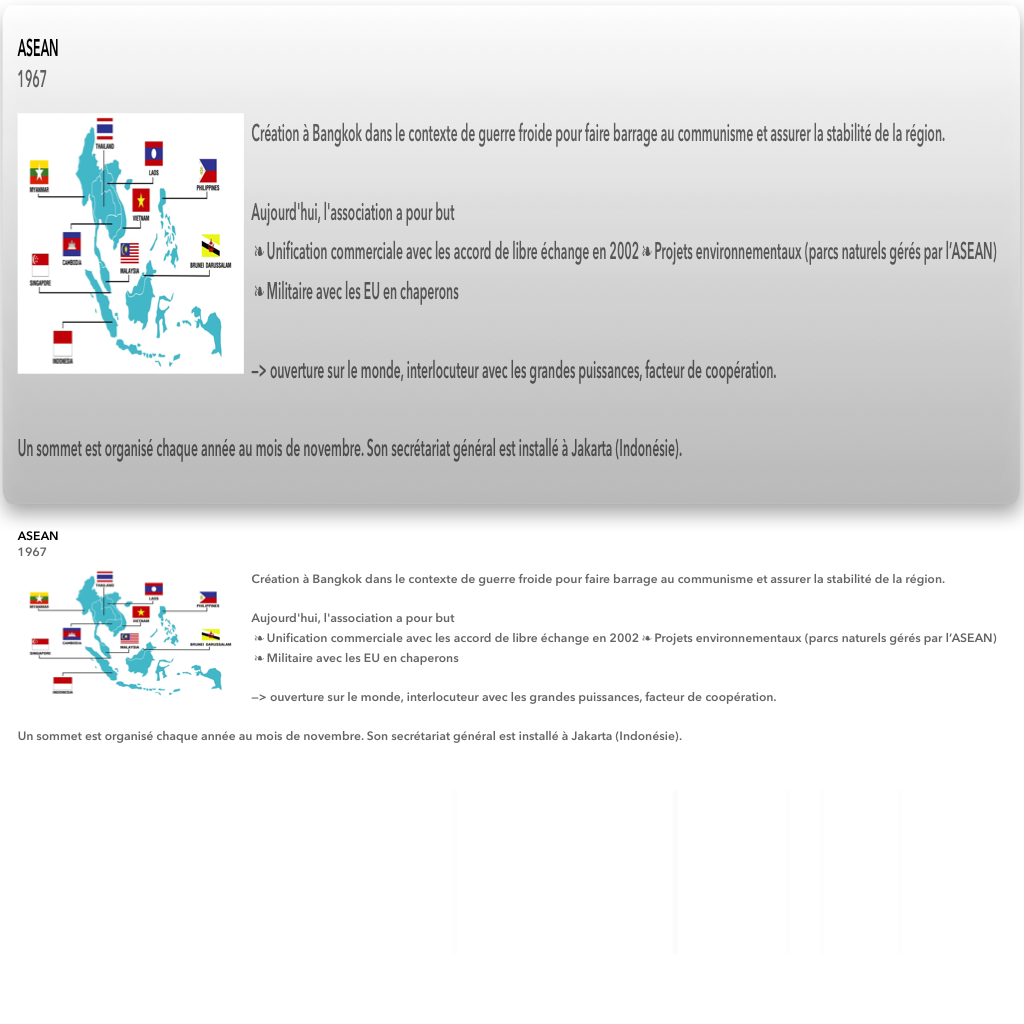 ASEAN
1967
THAILAND
LAOS
MYANMAR
PHILIPPINES
VIETNAM
CAMBODIA
MALAYSIA
BRUNEI DARUSSALAM
SINGAPORE
INDONESIA
Création à Bangkok dans le contexte de guerre froide pour faire barrage au communisme et assurer la stabilité de la région.
Aujourd'hui, l'association a pour but
❧ Unification commerciale avec les accord de libre échange en 2002 ❧ Projets environnementaux (parcs naturels gérés par l’ASEAN)
❧ Militaire avec les EU en chaperons
—> ouverture sur le monde, interlocuteur avec les grandes puissances, facteur de coopération.
Un sommet est organisé chaque année au mois de novembre. Son secrétariat général est installé à Jakarta (Indonésie).
ASEAN
1967
THAILAND
LAOS
MYANMAR
PHILIPPINES
VIETNAM
CAMBODIA
MALAYSIA
BRUNEI DARUSSALAM
SINGAPORE
INDONESIA
Création à Bangkok dans le contexte de guerre froide pour faire barrage au communisme et assurer la stabilité de la région.
Aujourd'hui, l'association a pour but
❧ Unification commerciale avec les accord de libre échange en 2002 ❧ Projets environnementaux (parcs naturels gérés par l’ASEAN)
❧ Militaire avec les EU en chaperons
—> ouverture sur le monde, interlocuteur avec les grandes puissances, facteur de coopération.
Un sommet est organisé chaque année au mois de novembre. Son secrétariat général est installé à Jakarta (Indonésie).